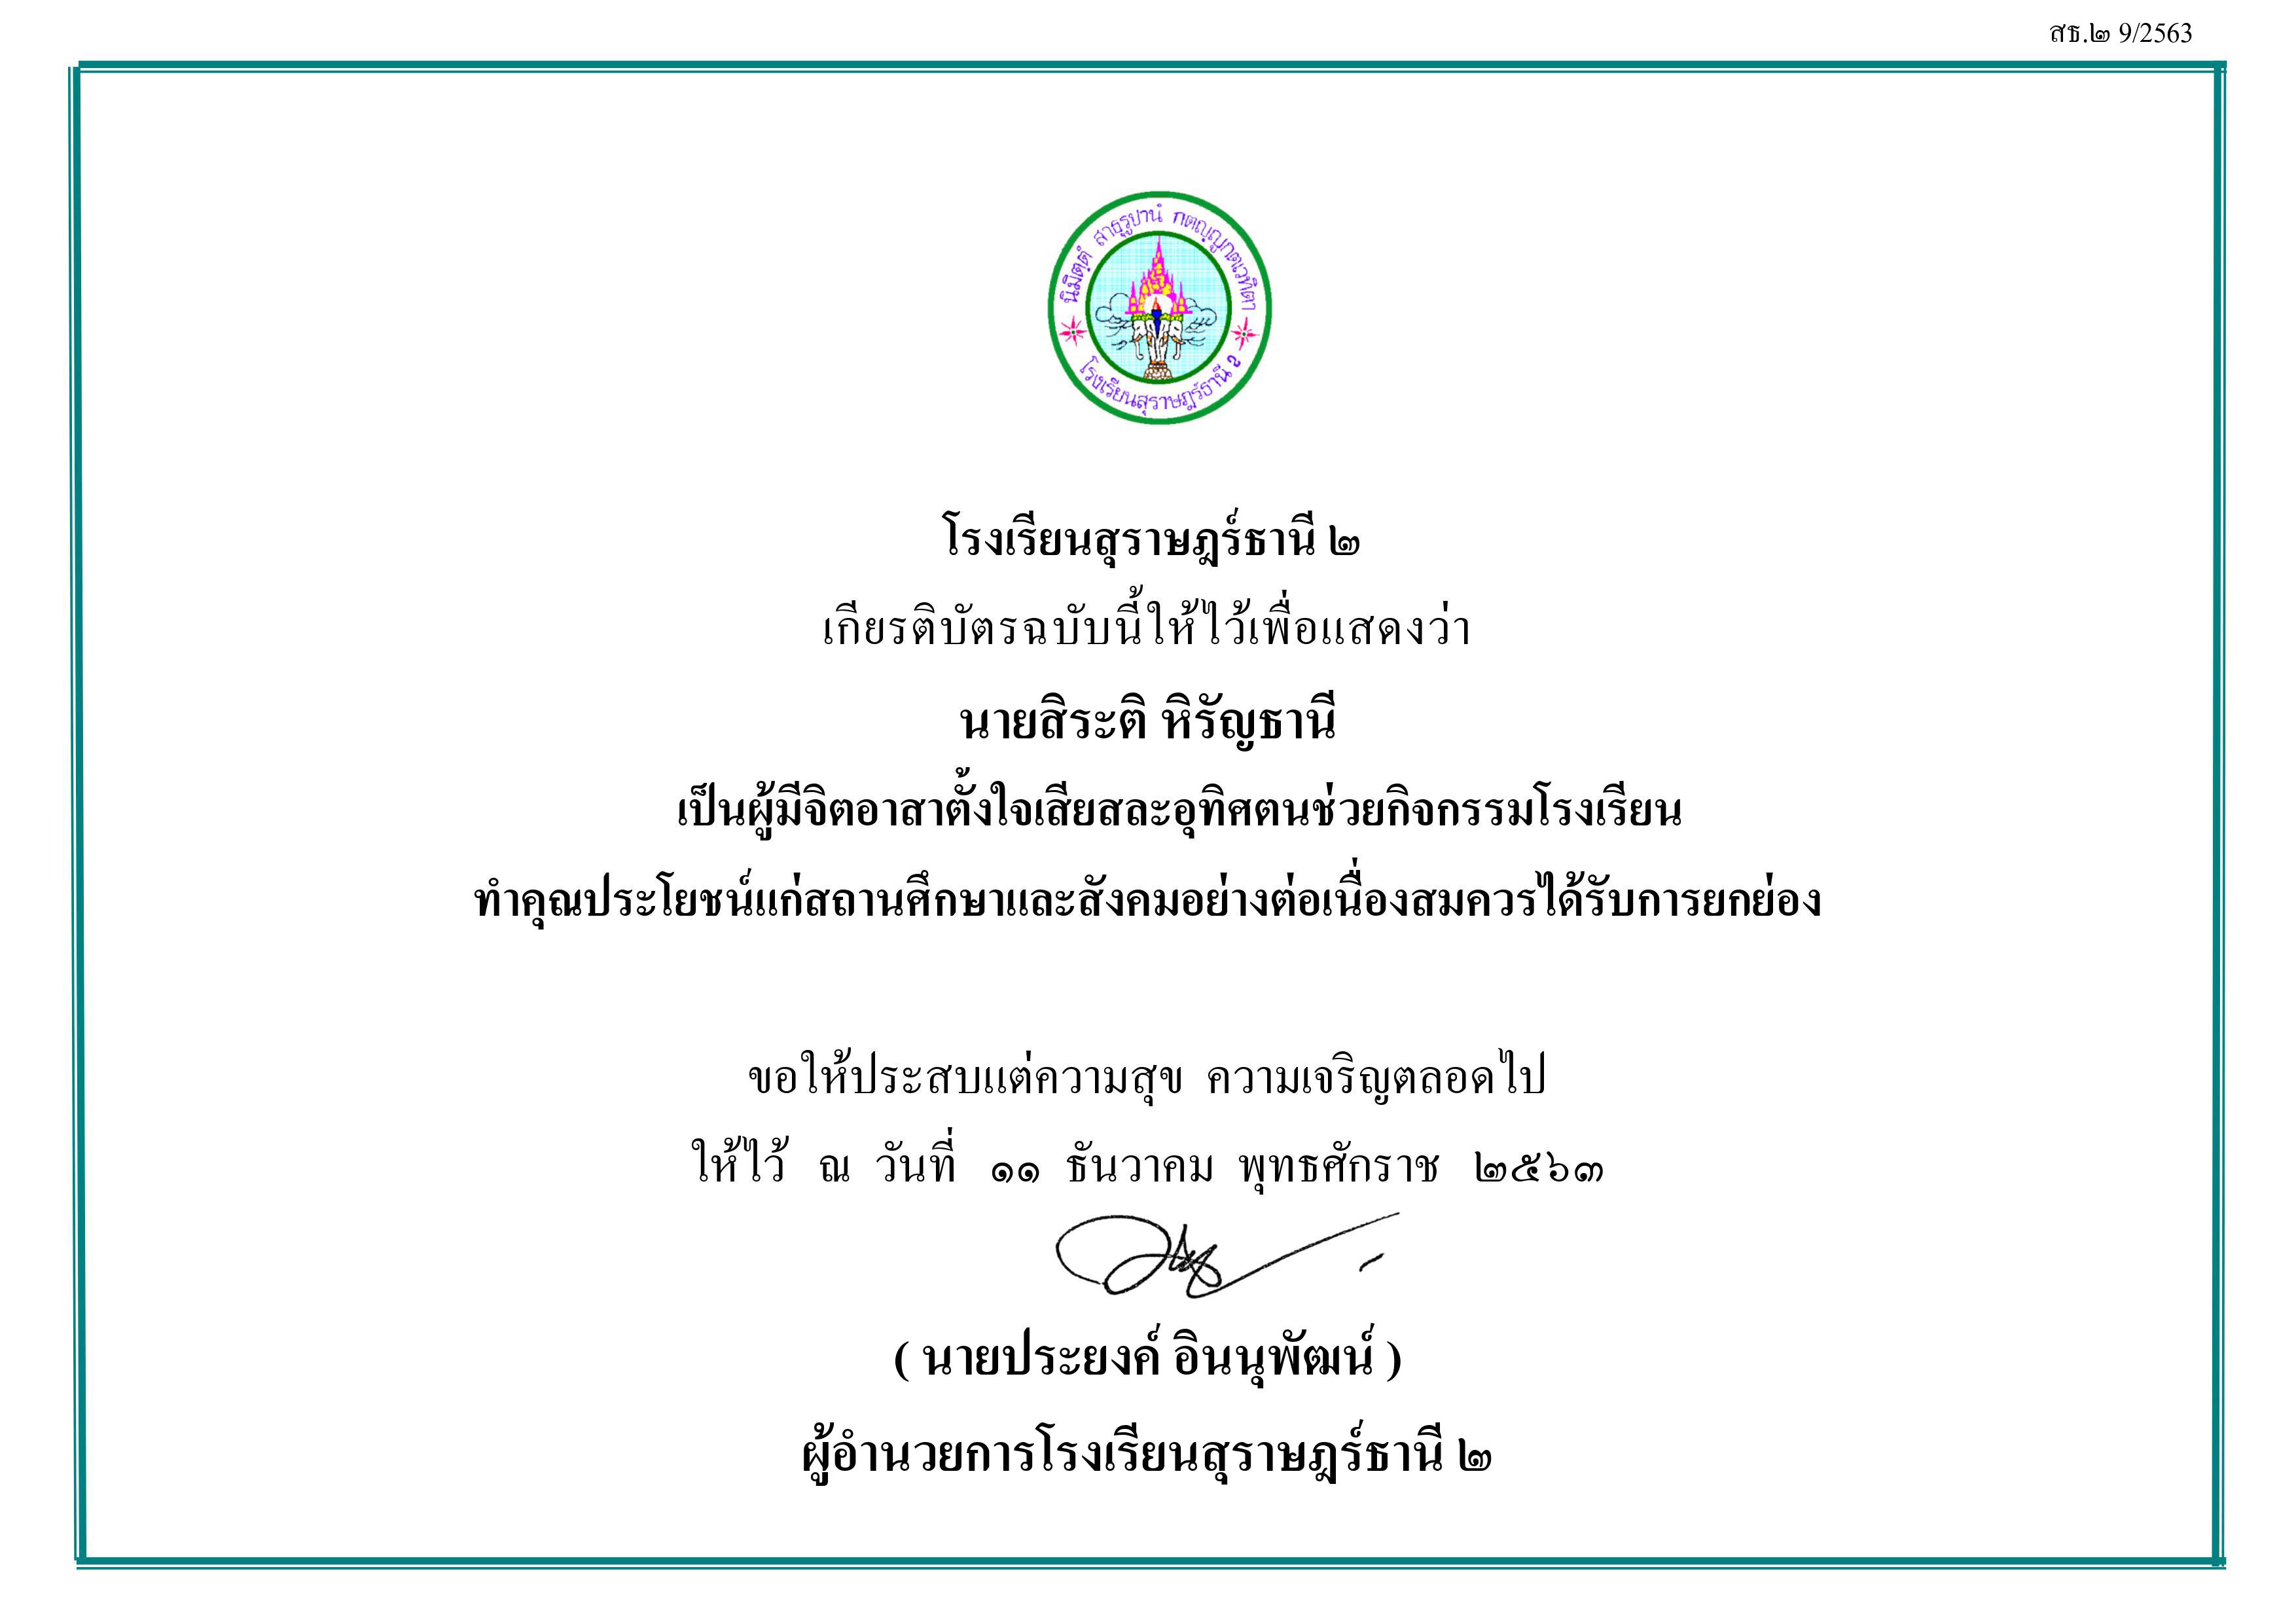 สธ.๒ 9/2563
นิมิตฺตํ สาธุรูปานํ กตญฺญูกตเวทิตา
โรงเรียนสุราษฎร์ธานี 2
โรงเรียนสุราษฎร์ธานี ๒
เกียรติบัตรฉบับนี้ให้ไว้เพื่อแสดงว่า
นายสิระติ หิรัญธานี
เป็นผู้มีจิตอาสาตั้งใจเสียสละอุทิศตนช่วยกิจกรรมโรงเรียน
ทำคุณประโยชน์แก่สถานศึกษาและสังคมอย่างต่อเนื่องสมควรได้รับการยกย่อง
ขอให้ประสบแต่ความสุข ความเจริญตลอดไป
ให้ไว้ ณ วันที่ ๑๑ ธันวาคม พุทธศักราช ๒๕๖๓
( นายประยงค์ อินนุพัฒน์ )
ผู้อำนวยการโรงเรียนสุราษฎร์ธานี ๒